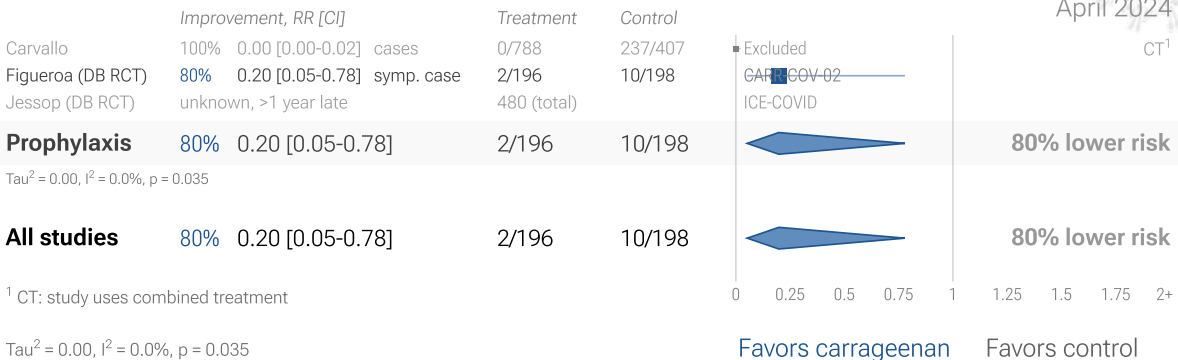 April 2024
Improvement, RR [CI] Treatment Control
Carvallo 100% 0.00 [0.00-0.02] cases 0/788 237/407 Excluded CT¹
Figueroa (DB RCT) 80% 0.20 [0.05-0.78] symp. case 2/196 10/198 CARR-COV-02
Jessop (DB RCT) unknown, >1 year late 480 (total) ICE-COVID
Prophylaxis 80% 0.20 [0.05-0.78] 2/196 10/198 80% lower risk
Tau² = 0.00, I² = 0.0%, p = 0.035
All studies 80% 0.20 [0.05-0.78] 2/196 10/198 80% lower risk
¹ CT: study uses combined treatment
0 0.25 0.5 0.75 1 1.25 1.5 1.75 2+
Tau² = 0.00, I² = 0.0%, p = 0.035 Favors carrageenan Favors control